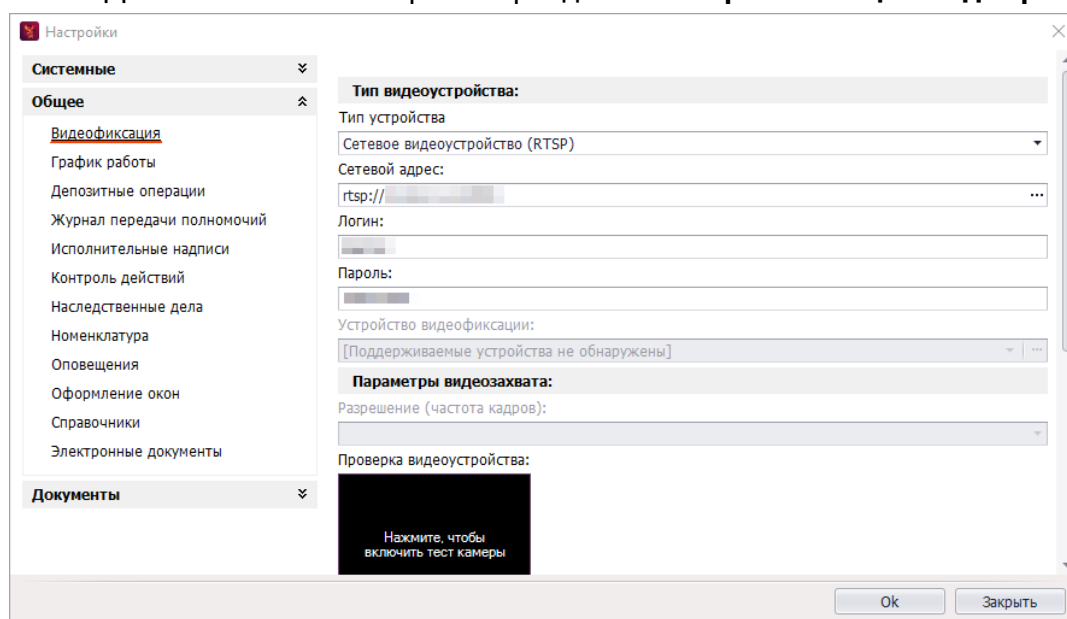 Настройки
Системные
Общее
Видеофиксация
График работы
Депозитные операции
Журнал передачи полномочий
Исполнительные надписи
Контроль действий
Наследственные дела
Номенклатура
Оповещения
Оформление окон
Справочники
Электронные документы
Документы
Тип видеоустройства:
Тип устройства
Сетевое видеоустройство (RTSP)
Сетевой адрес:
rtsp://
...
Логин:
Пароль:
Устройство видеофиксации:
[Поддерживаемые устройства не обнаружены]
...
Параметры видеозахвата:
Разрешение (частота кадров):
Проверка видеоустройства:
Нажмите, чтобы
включить тест камеры
Ok
Закрыть